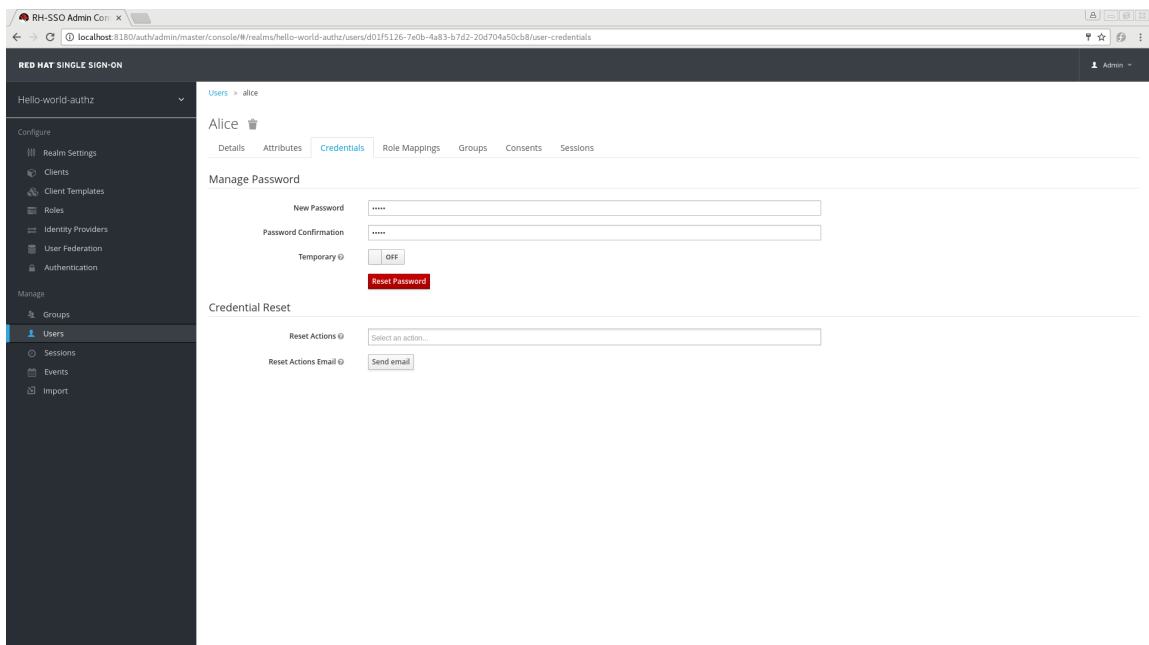 RH-SSO Admin Con
localhost:8180/auth/admin/master/console/#/realms/hello-world-authz/users/d01f5126-7e0b-4a83-b7d2-20d704a50cb8/user-credentials
RED HAT SINGLE SIGN-ON
Admin
Hello-world-authz
Configure
Realm Settings
Clients
Client Templates
Roles
Identity Providers
User Federation
Authentication
Manage
Groups
Users
Sessions
Events
Import
Users > alice
Alice
Details Attributes Credentials Role Mappings Groups Consents Sessions
Manage Password
New Password •••••
Password Confirmation •••••
Temporary OFF
Reset Password
Credential Reset
Reset Actions Select an action...
Reset Actions Email Send email